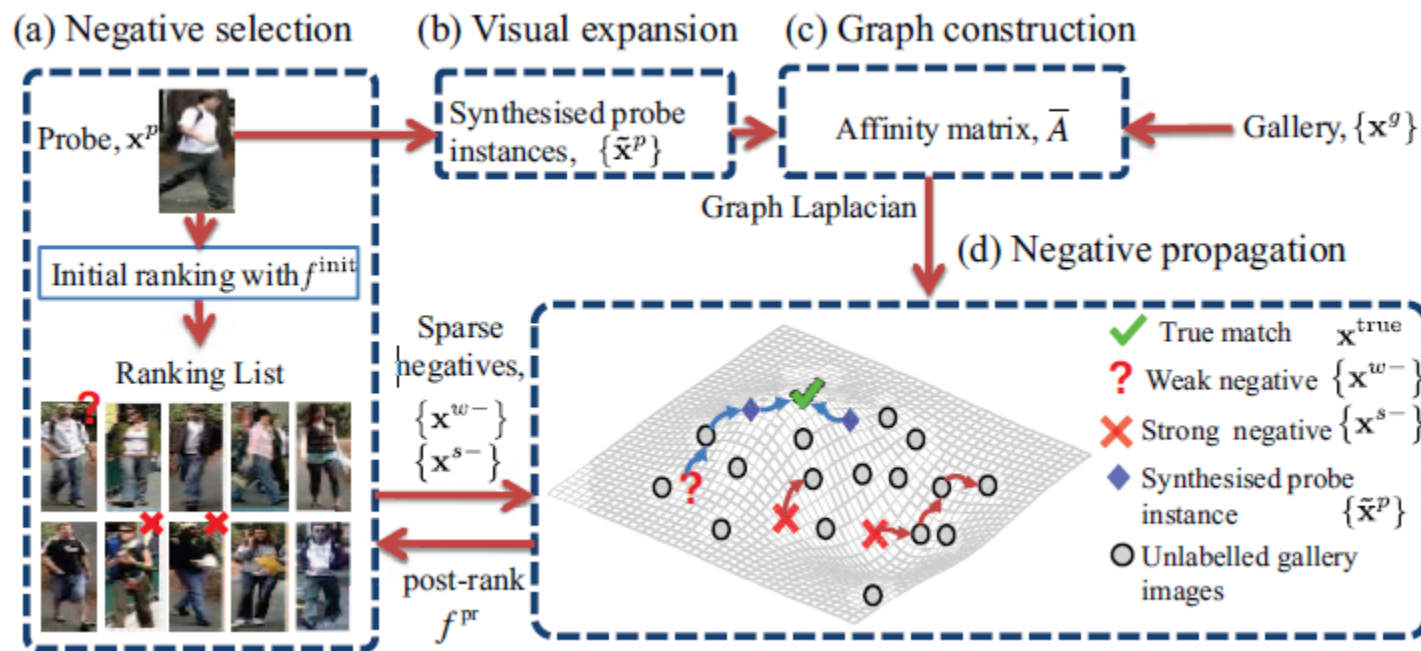 (a) Negative selection
(b) Visual expansion
(c) Graph construction
Probe, x^p
Synthesised probe
instances, {x̃^p}
Affinity matrix, A̅
Gallery, {x^g}
Graph Laplacian
(d) Negative propagation
Initial ranking with f^init
Ranking List
?
Sparse
negatives,
{x^w−}
{x^s−}
post-rank
f^pr
?
True match x^true
? Weak negative {x^w−}
Strong negative {x^s−}
Synthesised probe
instance {x̃^p}
Unlabelled gallery
images